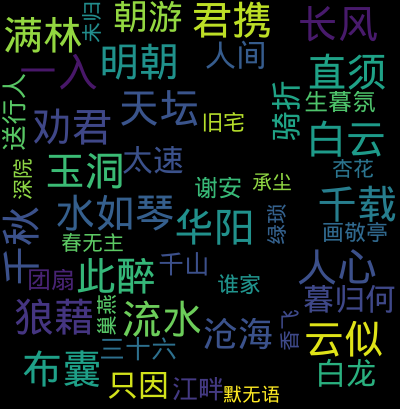 满林
未归
朝游
君携
长风
一入
明朝
人间
直须
送行人
劝君
天坛
旧宅
骑折
生暮氛
白云
深院
玉洞
太速
谢安
承尘
杏花
千载
千秋
水如琴
华阳
绿琐
画敬亭
春无主
团扇
此醉
千山
谁家
人心
暮归何
狼藉
巢燕
流水
沧海
香飞
云似
三十六
布囊
只因
江畔
默无语
白龙